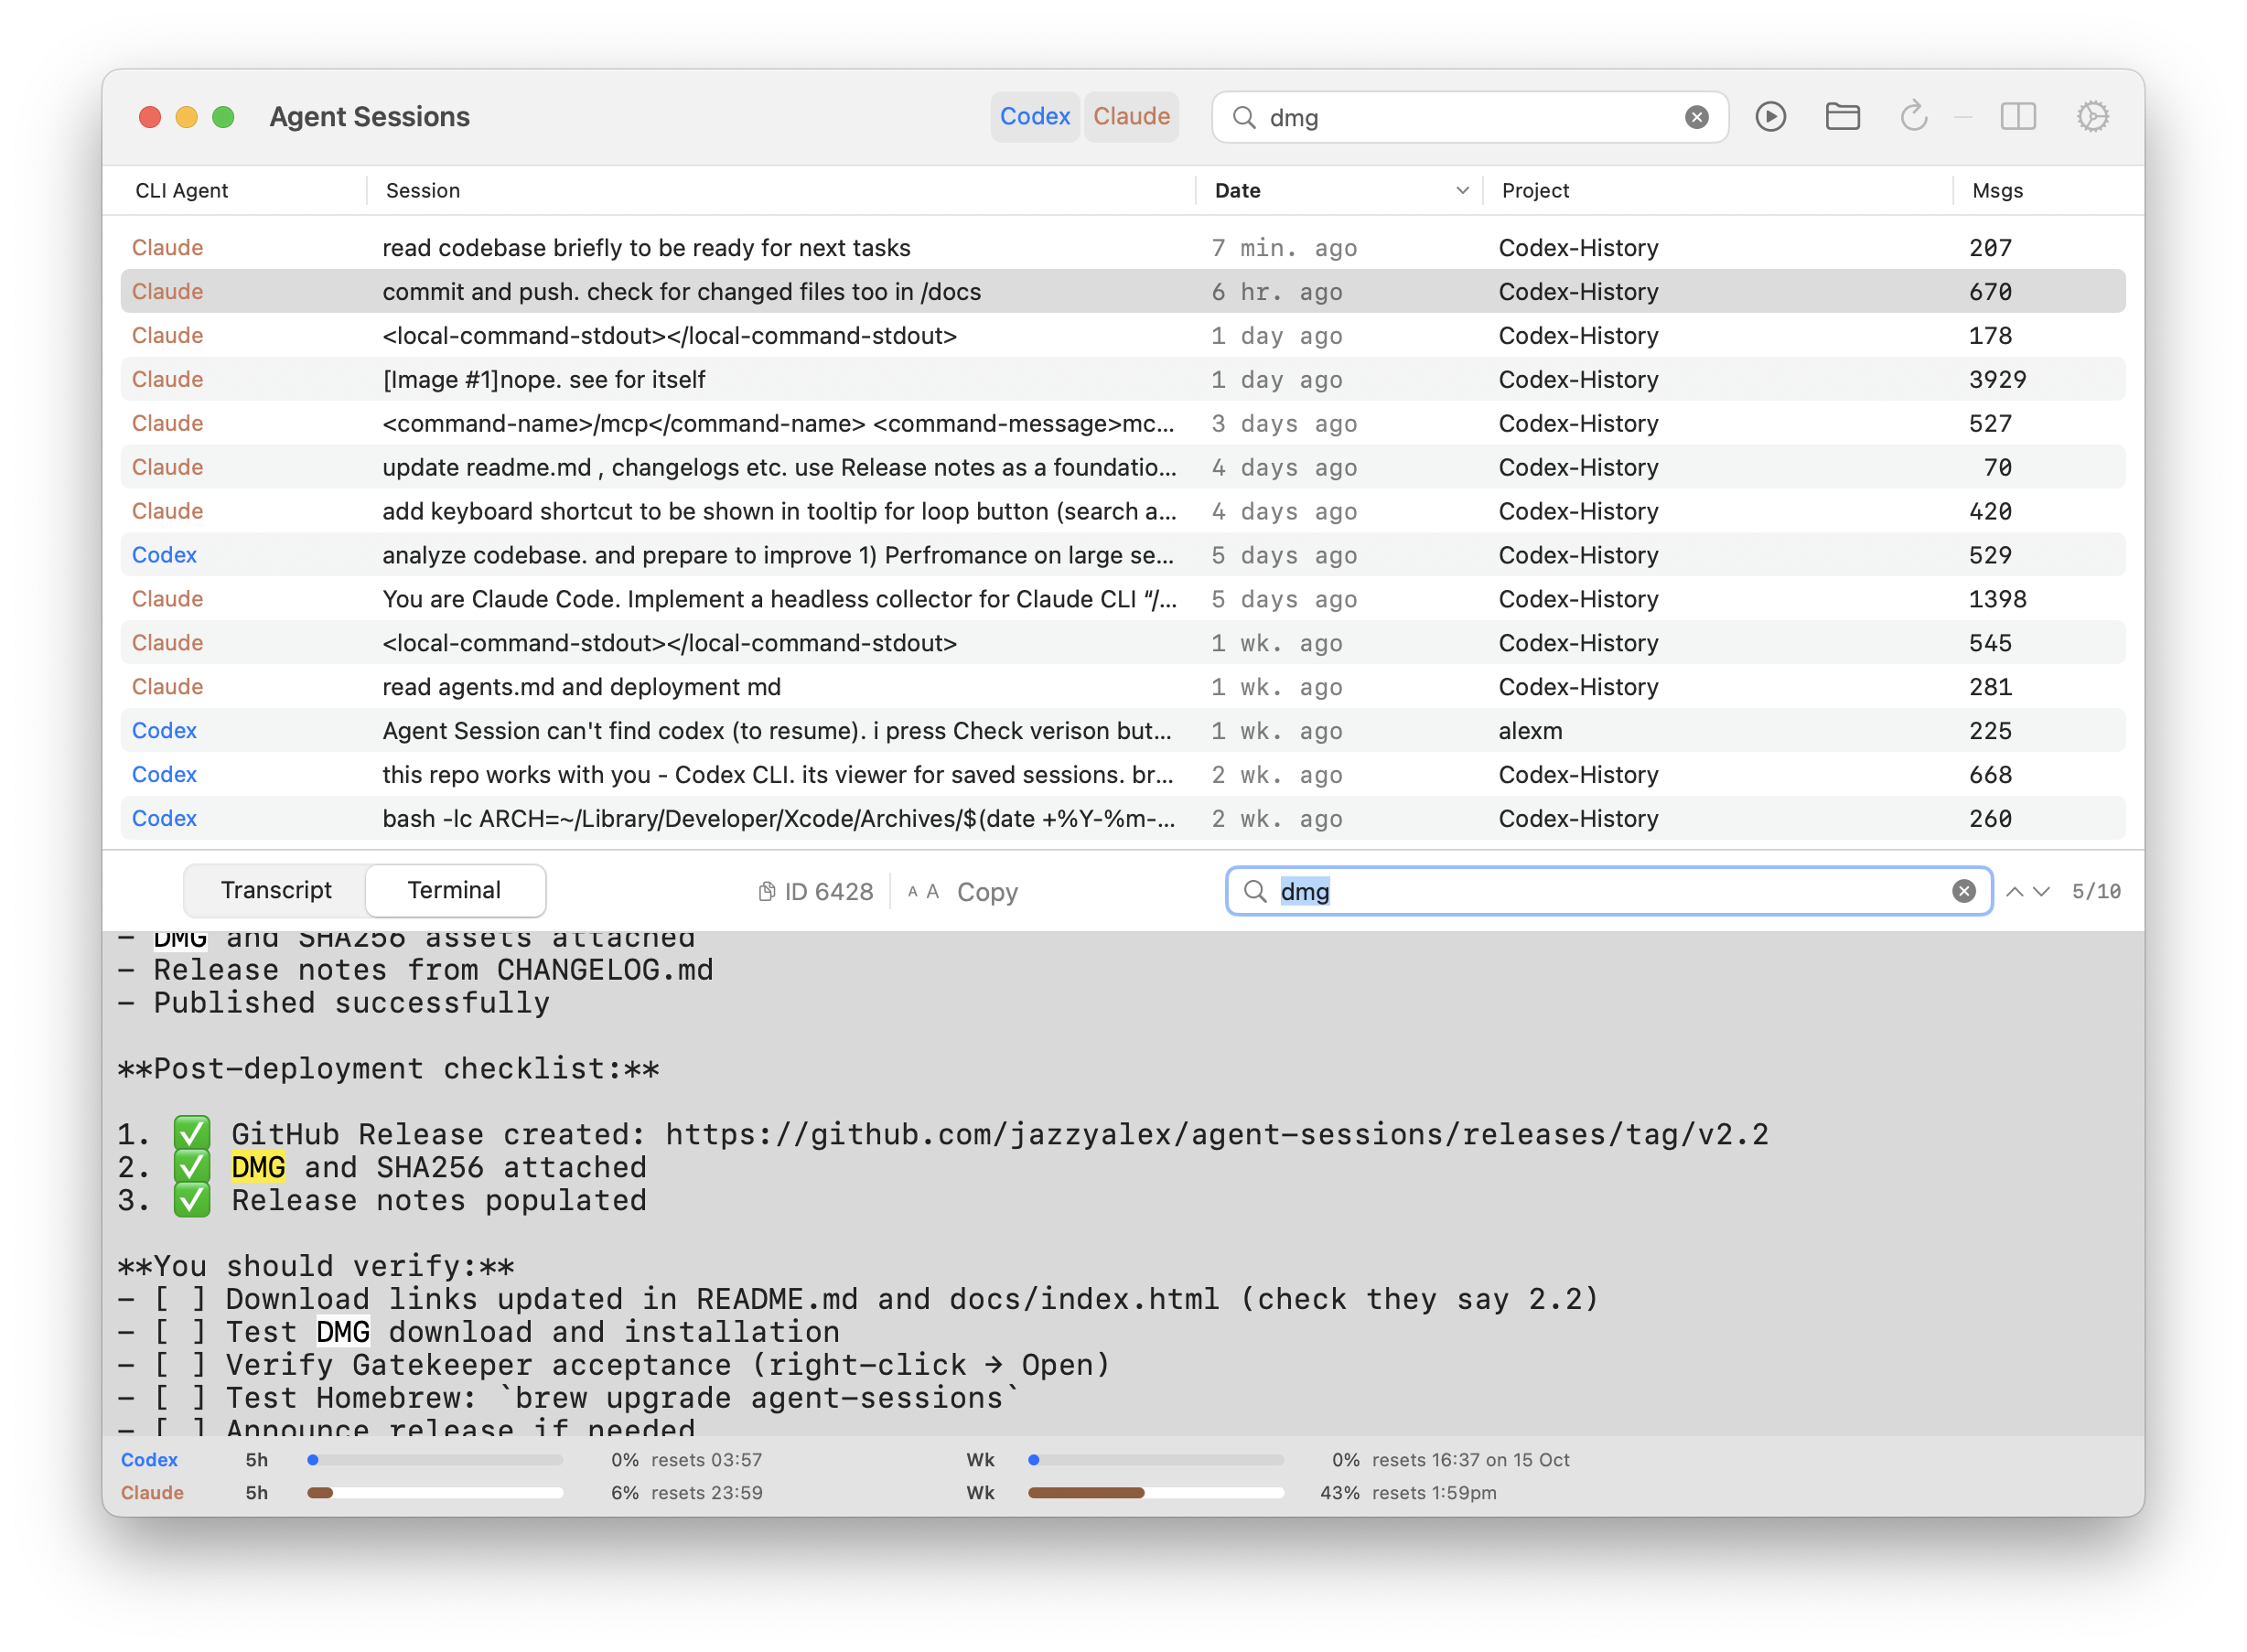 Agent Sessions Codex Claude dmg
CLI Agent Session Date Project Msgs
Claude read codebase briefly to be ready for next tasks 7 min. ago Codex-History 207
Claude commit and push. check for changed files too in /docs 6 hr. ago Codex-History 670
Claude <local-command-stdout></local-command-stdout> 1 day ago Codex-History 178
Claude [Image #1]nope. see for itself 1 day ago Codex-History 3929
Claude <command-name>/mcp</command-name> <command-message>mc... 3 days ago Codex-History 527
Claude update readme.md , changelogs etc. use Release notes as a foundatio... 4 days ago Codex-History 70
Claude add keyboard shortcut to be shown in tooltip for loop button (search a... 4 days ago Codex-History 420
Codex analyze codebase. and prepare to improve 1) Perfromance on large se... 5 days ago Codex-History 529
Claude You are Claude Code. Implement a headless collector for Claude CLI “/... 5 days ago Codex-History 1398
Claude <local-command-stdout></local-command-stdout> 1 wk. ago Codex-History 545
Claude read agents.md and deployment md 1 wk. ago Codex-History 281
Codex Agent Session can't find codex (to resume). i press Check verison but... 1 wk. ago alexm 225
Codex this repo works with you - Codex CLI. its viewer for saved sessions. br... 2 wk. ago Codex-History 668
Codex bash -lc ARCH=~/Library/Developer/Xcode/Archives/$(date +%Y-%m-... 2 wk. ago Codex-History 260
Transcript Terminal ID 6428 A A Copy dmg 5/10
- DMG and SHA256 assets attached
- Release notes from CHANGELOG.md
- Published successfully
**Post-deployment checklist:**
1. ✅ GitHub Release created: https://github.com/jazzyalex/agent-sessions/releases/tag/v2.2
2. ✅ DMG and SHA256 attached
3. ✅ Release notes populated
**You should verify:**
- [ ] Download links updated in README.md and docs/index.html (check they say 2.2)
- [ ] Test DMG download and installation
- [ ] Verify Gatekeeper acceptance (right-click → Open)
- [ ] Test Homebrew: `brew upgrade agent-sessions`
- [ ] Announce release if needed
Codex 5h 0% resets 03:57 Wk 0% resets 16:37 on 15 Oct
Claude 5h 6% resets 23:59 Wk 43% resets 1:59pm